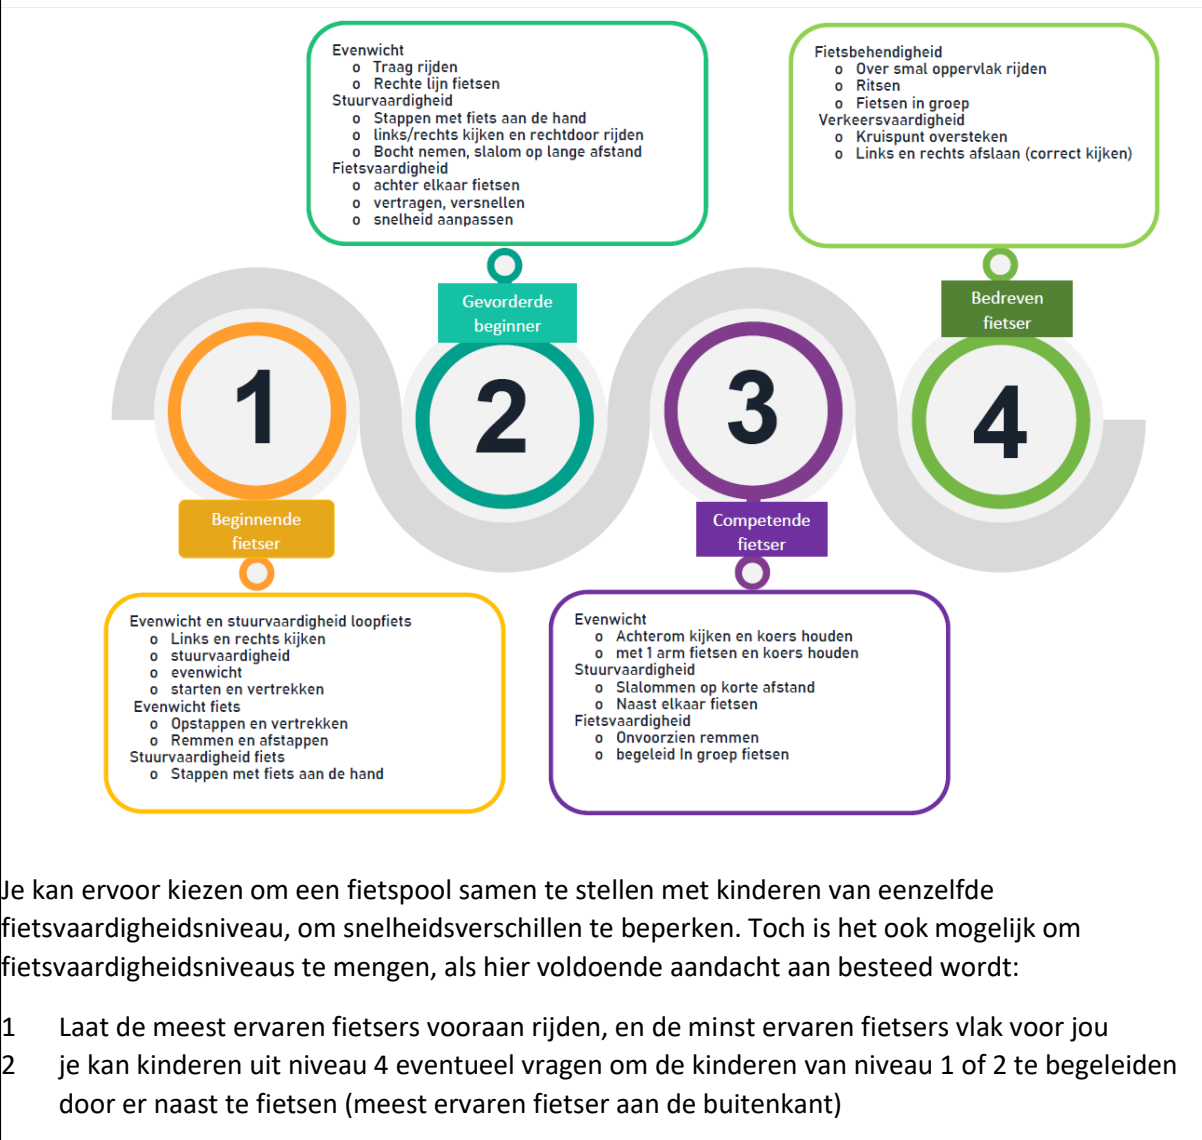 Evenwicht
o Traag rijden
o Rechte lijn fietsen
Stuurvaardigheid
o Stappen met fiets aan de hand
o links/rechts kijken en rechtdoor rijden
o Bocht nemen, slalom op lange afstand
Fietsvaardigheid
o achter elkaar fietsen
o vertragen, versnellen
o snelheid aanpassen
Fietsbehendigheid
o Over smal oppervlak rijden
o Ritsen
o Fietsen in groep
Verkeersvaardigheid
o Kruispunt oversteken
o Links en rechts afslaan (correct kijken)
Gevorderde
beginner
Bedreven
fietser
1
2
3
4
Beginnende
fietser
Competende
fietser
Evenwicht en stuurvaardigheid loopfiets
o Links en rechts kijken
o stuurvaardigheid
o evenwicht
o starten en vertrekken
Evenwicht fiets
o Opstappen en vertrekken
o Remmen en afstappen
Stuurvaardigheid fiets
o Stappen met fiets aan de hand
Evenwicht
o Achterom kijken en koers houden
o met 1 arm fietsen en koers houden
Stuurvaardigheid
o Slalommen op korte afstand
o Naast elkaar fietsen
Fietsvaardigheid
o Onvoorzien remmen
o begeleid In groep fietsen
Je kan ervoor kiezen om een fietspool samen te stellen met kinderen van eenzelfde
fietsvaardigheidsniveau, om snelheidsverschillen te beperken. Toch is het ook mogelijk om
fietsvaardigheidsniveaus te mengen, als hier voldoende aandacht aan besteed wordt:
1 Laat de meest ervaren fietsers vooraan rijden, en de minst ervaren fietsers vlak voor jou
2 je kan kinderen uit niveau 4 eventueel vragen om de kinderen van niveau 1 of 2 te begeleiden
door er naast te fietsen (meest ervaren fietser aan de buitenkant)